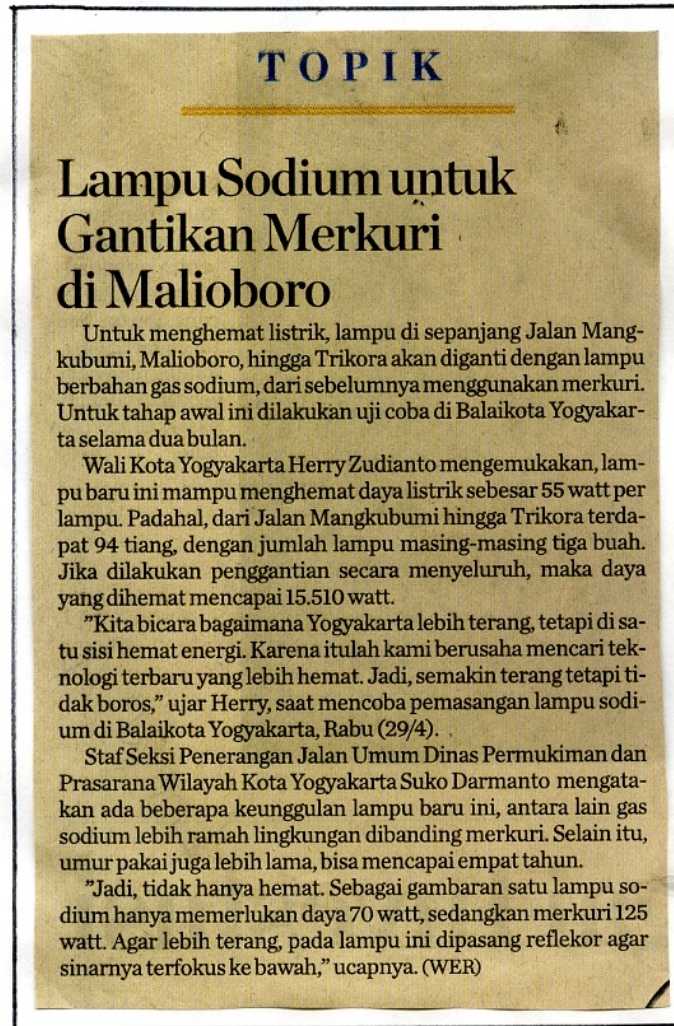 TOPIK
Lampu Sodium untuk
Gantikan Merkuri
di Malioboro
Untuk menghemat listrik, lampu di sepanjang Jalan Mang-
kubumi, Malioboro, hingga Trikora akan diganti dengan lampu
berbahan gas sodium, dari sebelumnya menggunakan merkuri.
Untuk tahap awal ini dilakukan uji coba di Balaikota Yogyakar-
ta selama dua bulan.
Wali Kota Yogyakarta Herry Zudianto mengemukakan, lam-
pu baru ini mampu menghemat daya listrik sebesar 55 watt per
lampu. Padahal, dari Jalan Mangkubumi hingga Trikora terda-
pat 94 tiang, dengan jumlah lampu masing-masing tiga buah.
Jika dilakukan penggantian secara menyeluruh, maka daya
yang dihemat mencapai 15.510 watt.
"Kita bicara bagaimana Yogyakarta lebih terang, tetapi di sa-
tu sisi hemat energi. Karena itulah kami berusaha mencari tek-
nologi terbaru yang lebih hemat. Jadi, semakin terang tetapi ti-
dak boros," ujar Herry, saat mencoba pemasangan lampu sodi-
um di Balaikota Yogyakarta, Rabu (29/4).
Staf Seksi Penerangan Jalan Umum Dinas Permukiman dan
Prasarana Wilayah Kota Yogyakarta Suko Darmanto mengata-
kan ada beberapa keunggulan lampu baru ini, antara lain gas
sodium lebih ramah lingkungan dibanding merkuri. Selain itu,
umur pakai juga lebih lama, bisa mencapai empat tahun.
"Jadi, tidak hanya hemat. Sebagai gambaran satu lampu so-
dium hanya memerlukan daya 70 watt, sedangkan merkuri 125
watt. Agar lebih terang, pada lampu ini dipasang reflekor agar
sinarnya terfokus ke bawah," ucapnya. (WER)